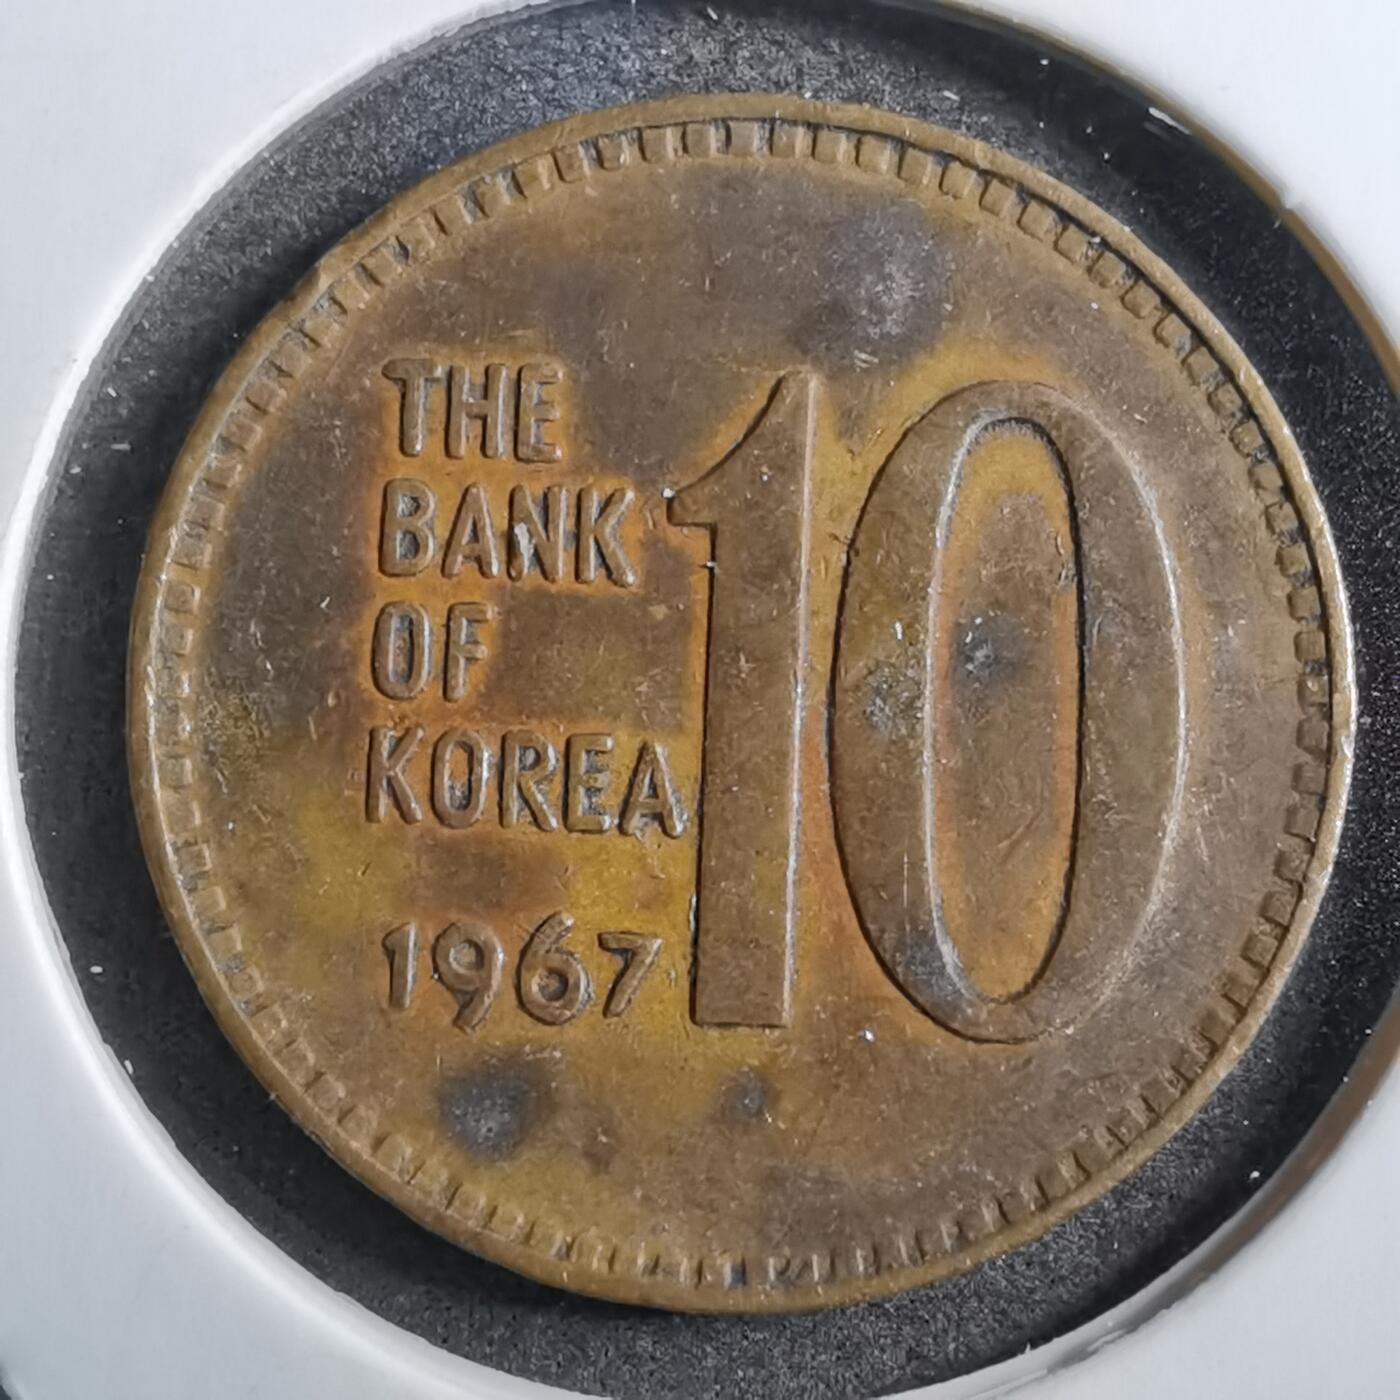 THE
BANK
OF
KOREA
1967
10